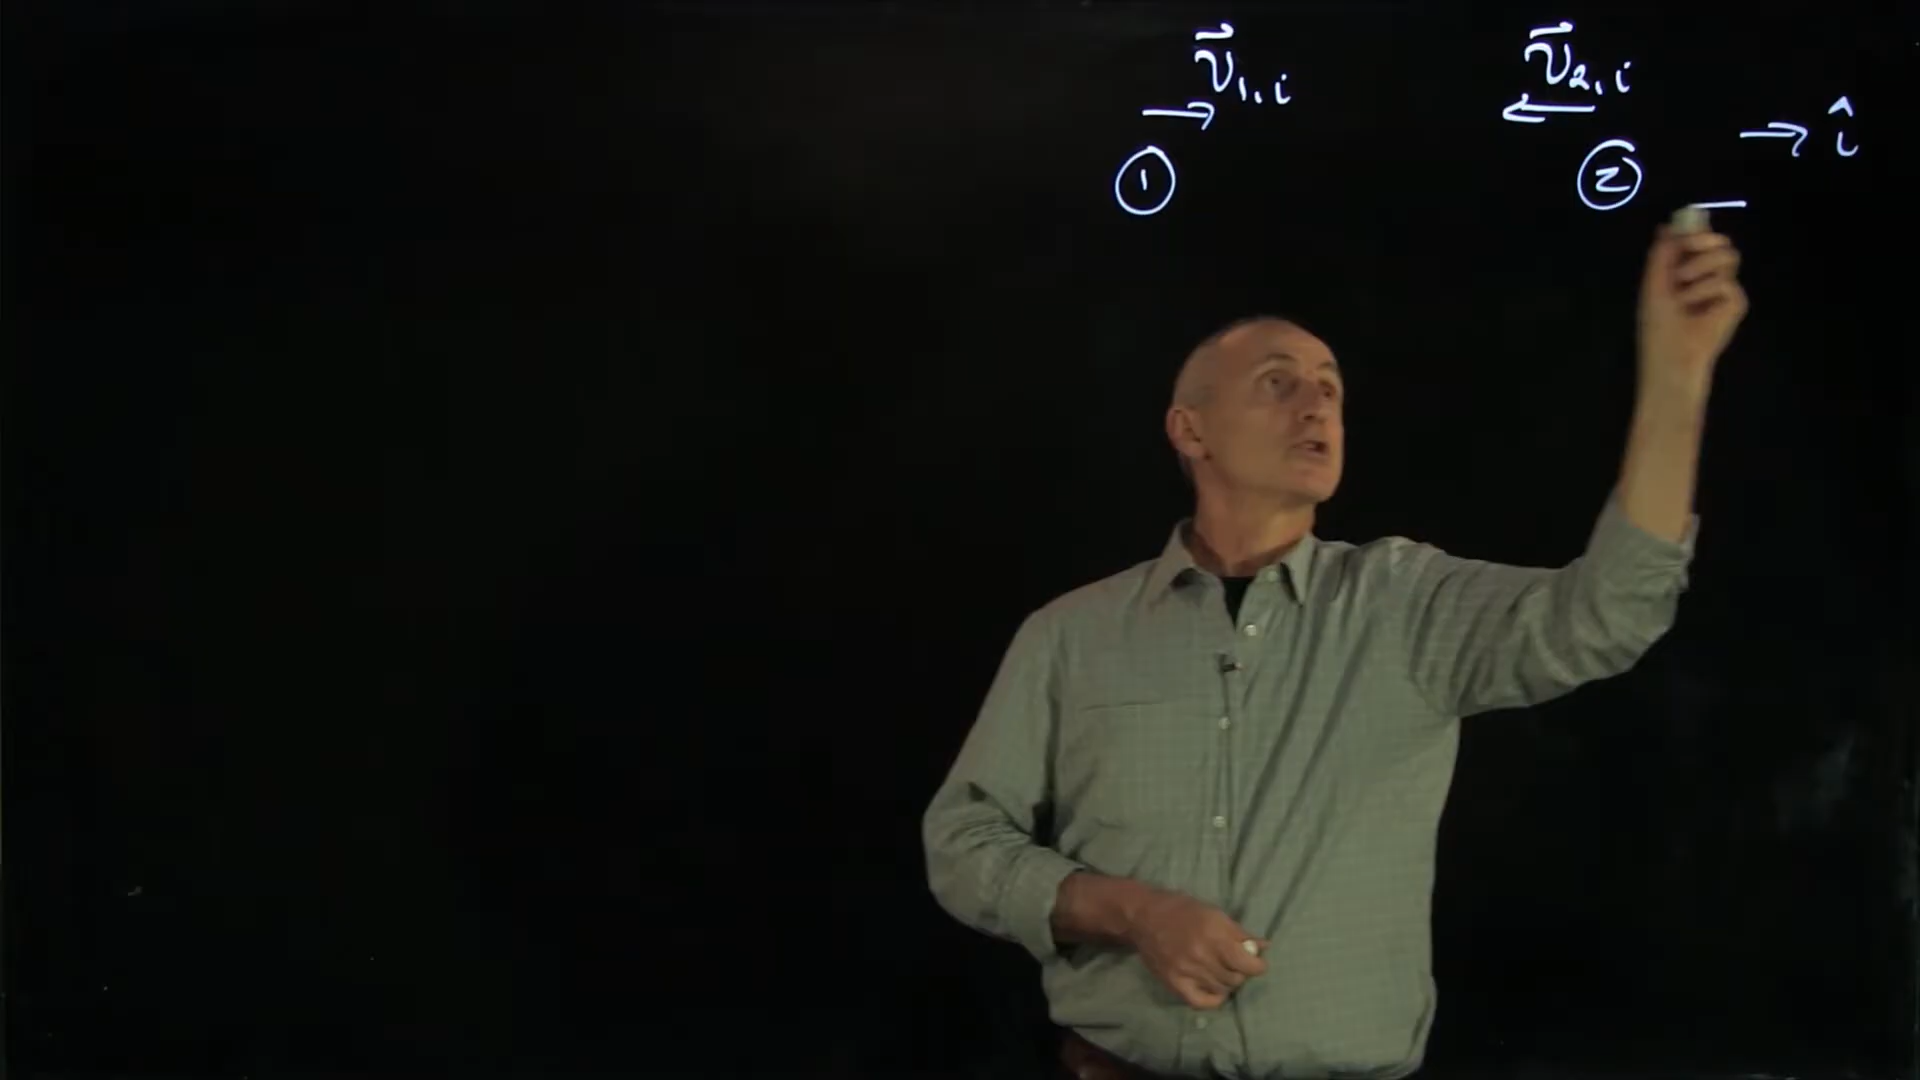 v⃗₁,ᵢ v⃗₂,ᵢ
→ ← → î
① ②